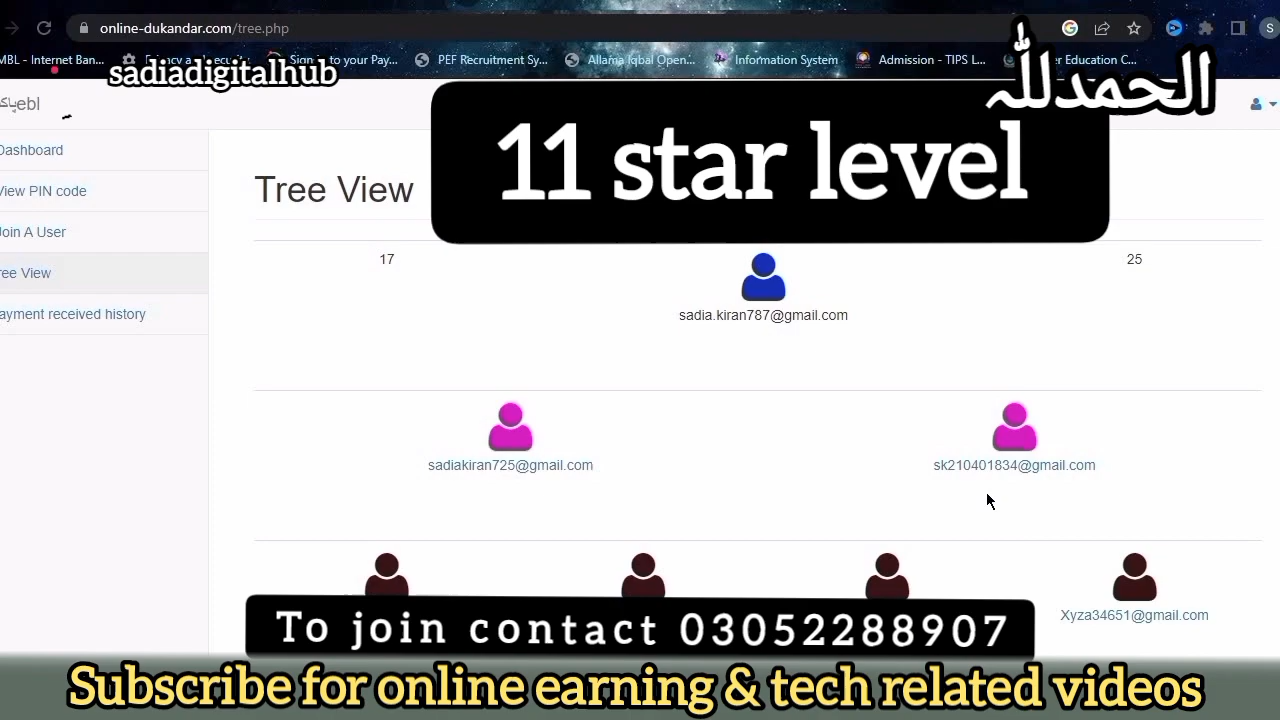 online-dukandar.com/tree.php
MBL - Internet Ban...
Sign to your Pay...
PEF Recruitment Sy...
Allama Iqbal Open...
Information System
Admission - TIPS L...
er Education C...
sadiadigitalhub
الحمدللّٰہ
11 star level
Dashboard
View PIN code
Join A User
Tree View
ayment received history
Tree View
17
25
sadia.kiran787@gmail.com
sadiakiran725@gmail.com
sk210401834@gmail.com
Xyza34651@gmail.com
To join contact 03052288907
Subscribe for online earning & tech related videos